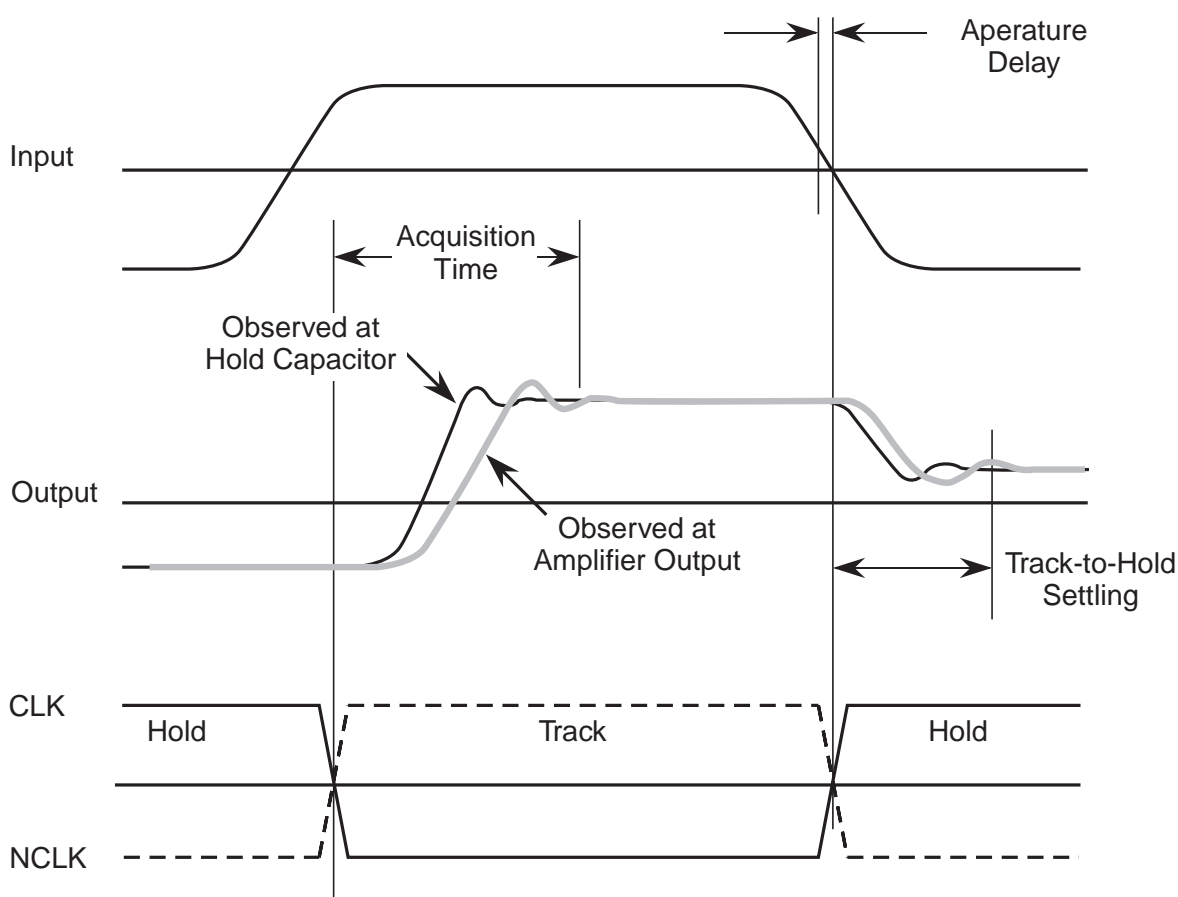 Aperature
Delay
Input
Acquisition
Time
Observed at
Hold Capacitor
Output
Observed at
Amplifier Output
Track-to-Hold
Settling
CLK
Hold
Track
Hold
NCLK